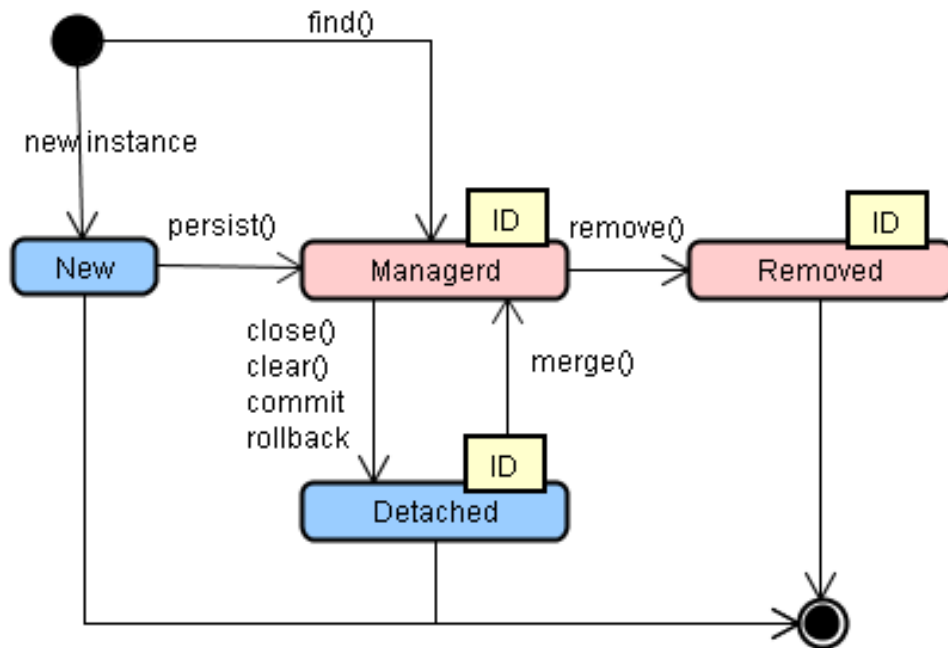 find()
new instance
ID
ID
persist()
remove()
New
Managerd
Removed
close()
clear()
commit
rollback
merge()
ID
Detached